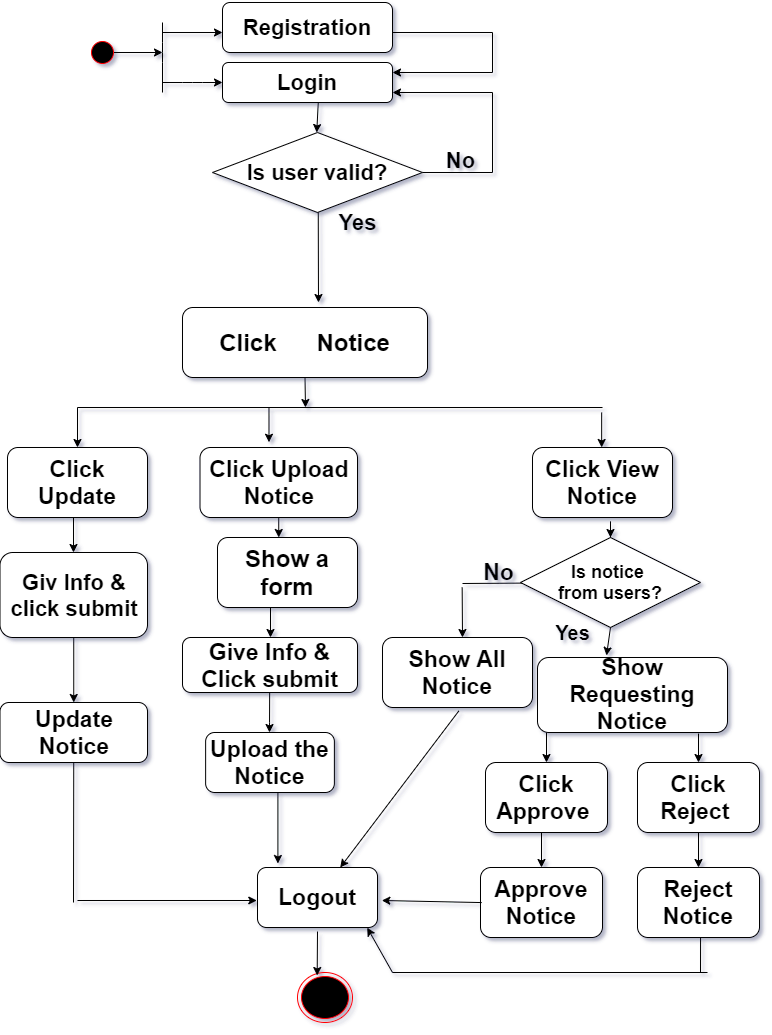 Registration
Login
Is user valid?
No
Yes
Click Notice
Click
Update
Click Upload
Notice
Click View
Notice
Giv Info &
click submit
Show a
form
No
Is notice
from users?
Yes
Give Info &
Click submit
Show All
Notice
Show
Requesting
Notice
Update
Notice
Upload the
Notice
Click
Approve
Click
Reject
Logout
Approve
Notice
Reject
Notice